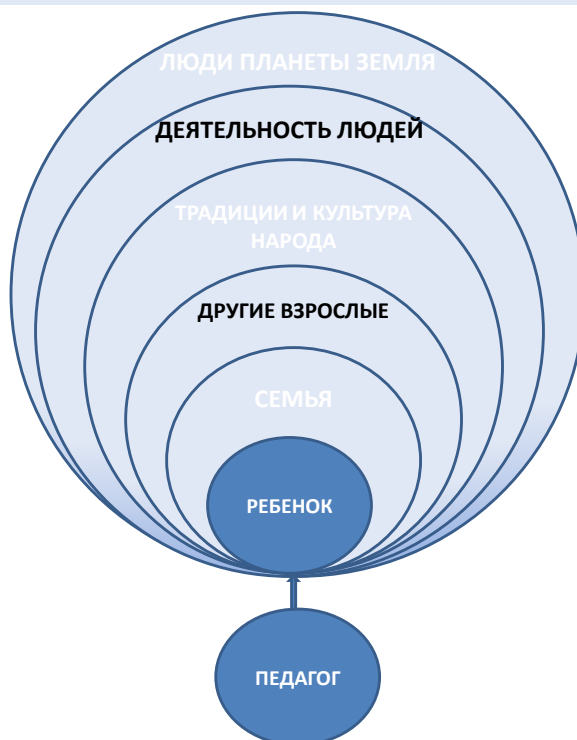 ЛЮДИ ПЛАНЕТЫ ЗЕМЛЯ
ДЕЯТЕЛЬНОСТЬ ЛЮДЕЙ
ТРАДИЦИИ И КУЛЬТУРА
НАРОДА
ДРУГИЕ ВЗРОСЛЫЕ
СЕМЬЯ
РЕБЕНОК
ПЕДАГОГ